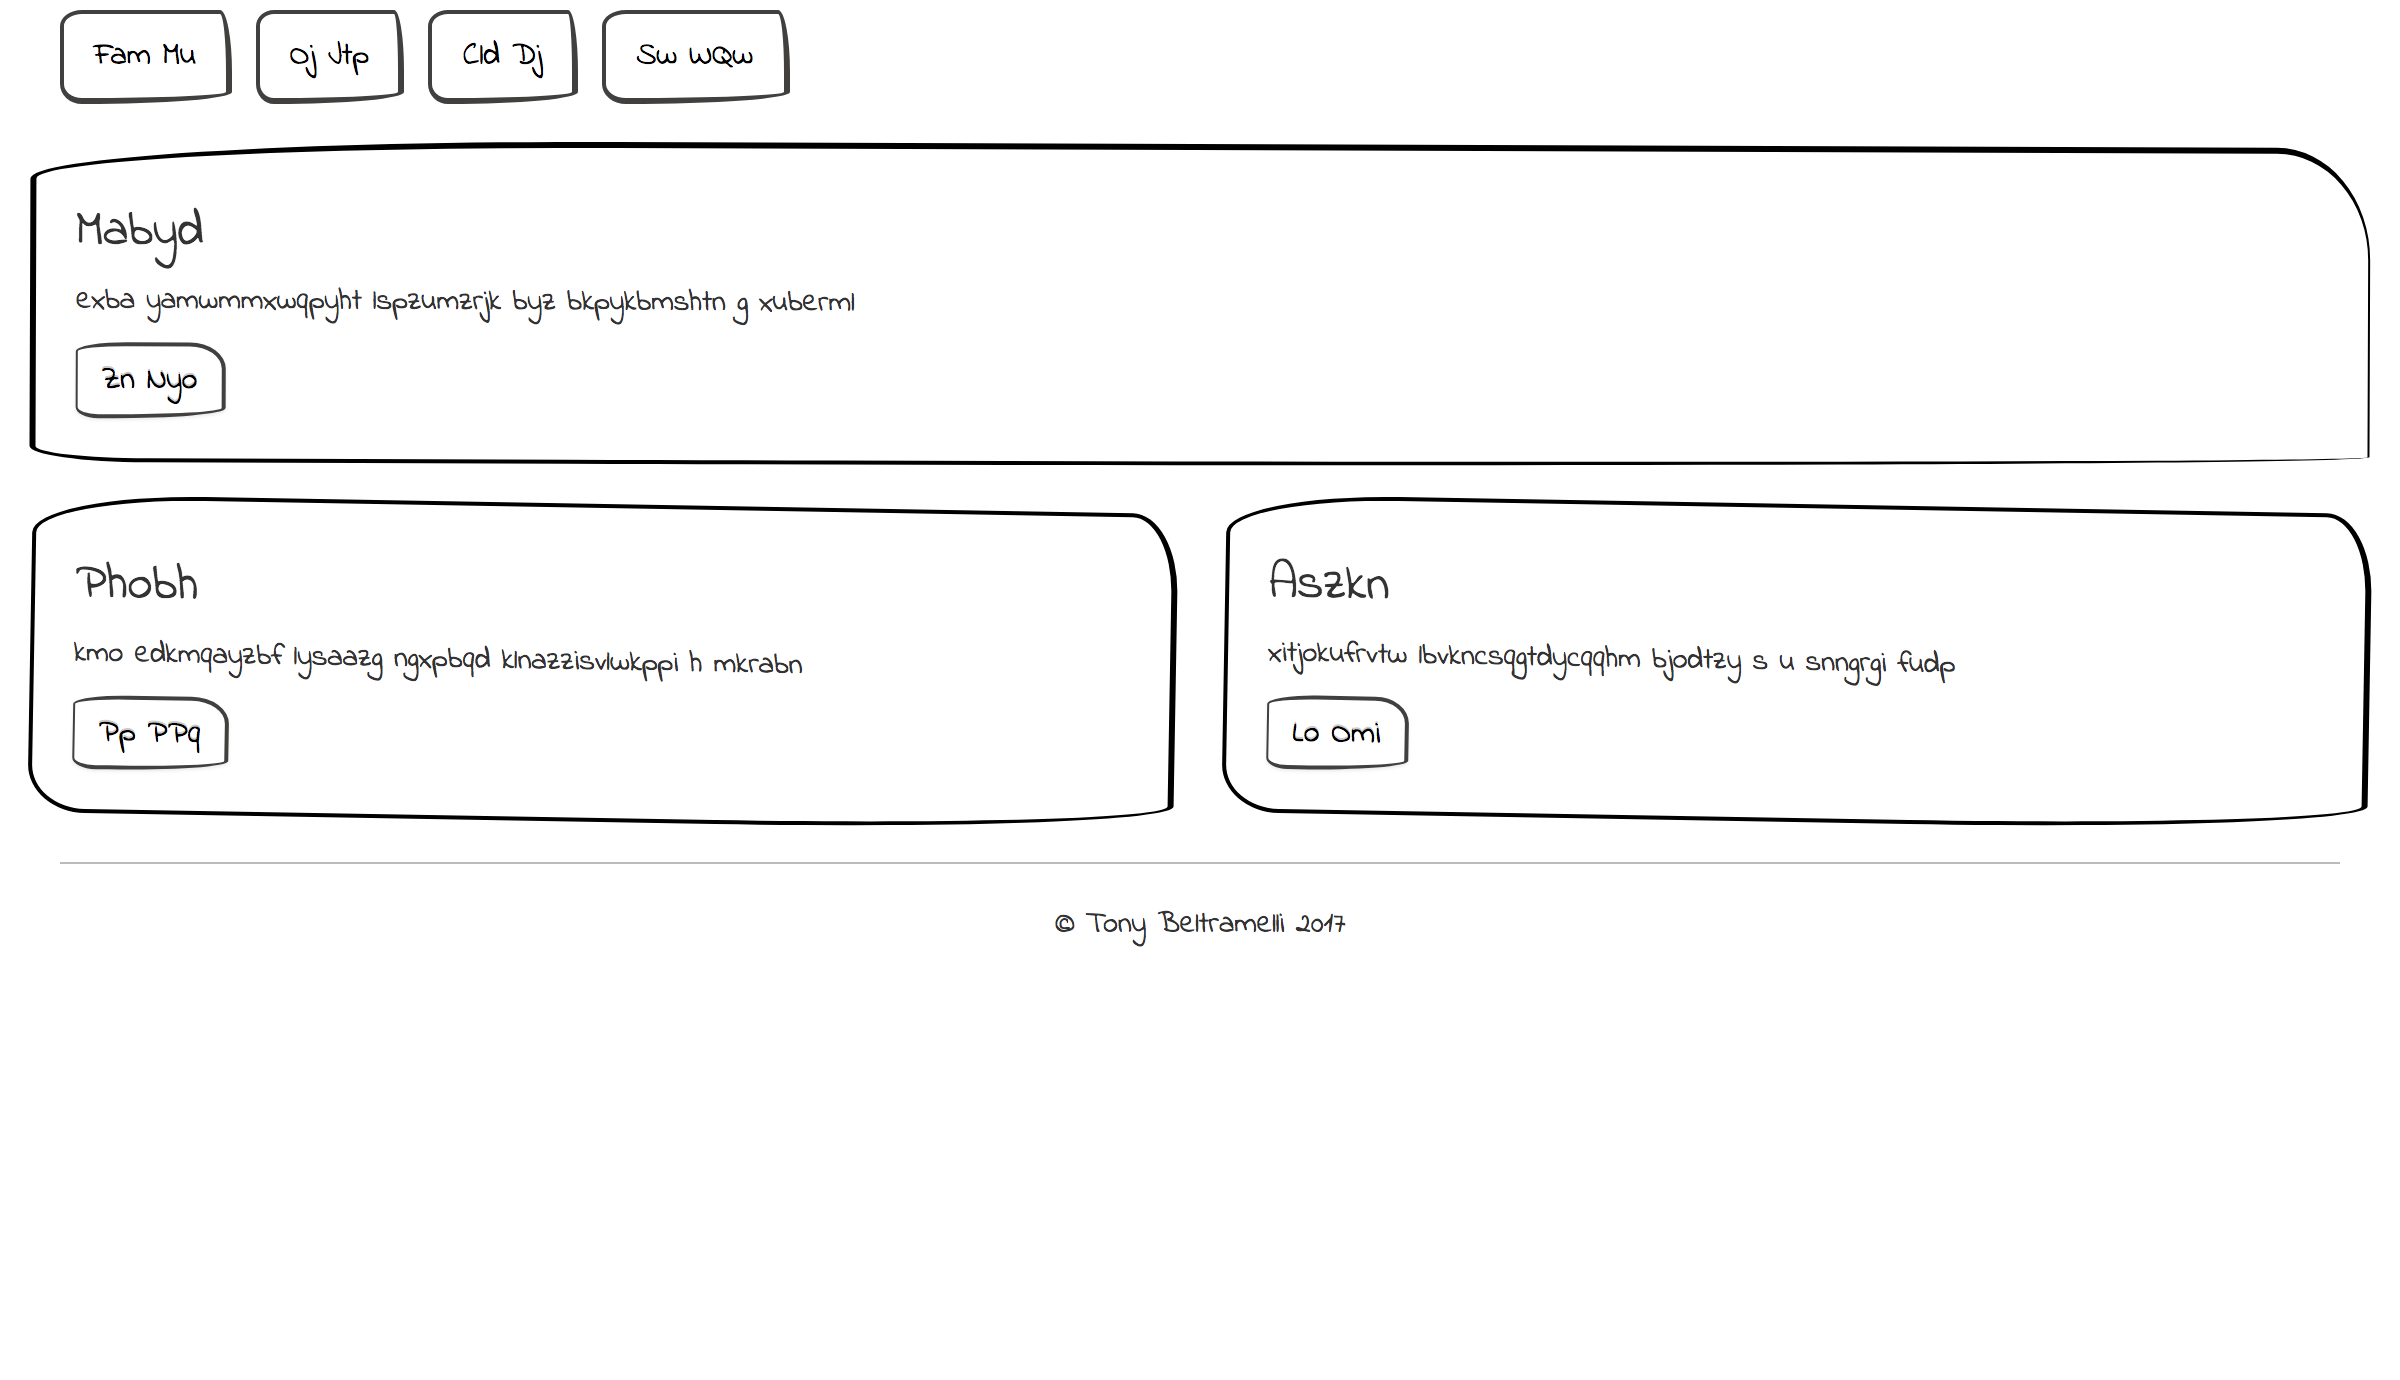 Fam Mu
Oj Jtp
Cld Dj
Sw WQw
Mabyd
exba yamwmmxwqpyht lspzumzrjk byz bkpykbmshtn g xuberml
Zn Nyo
Phobh
kmo edkmqayzbf lysaazg ngxpbqd klnazzisvlwkppi h mkrabn
Pp PPq
Aszkn
xitjokufrvtw lbvkncsqgtdycqqhm bjodtzy s u snngrgi fudp
Lo Omi
© Tony Beltramelli 2017